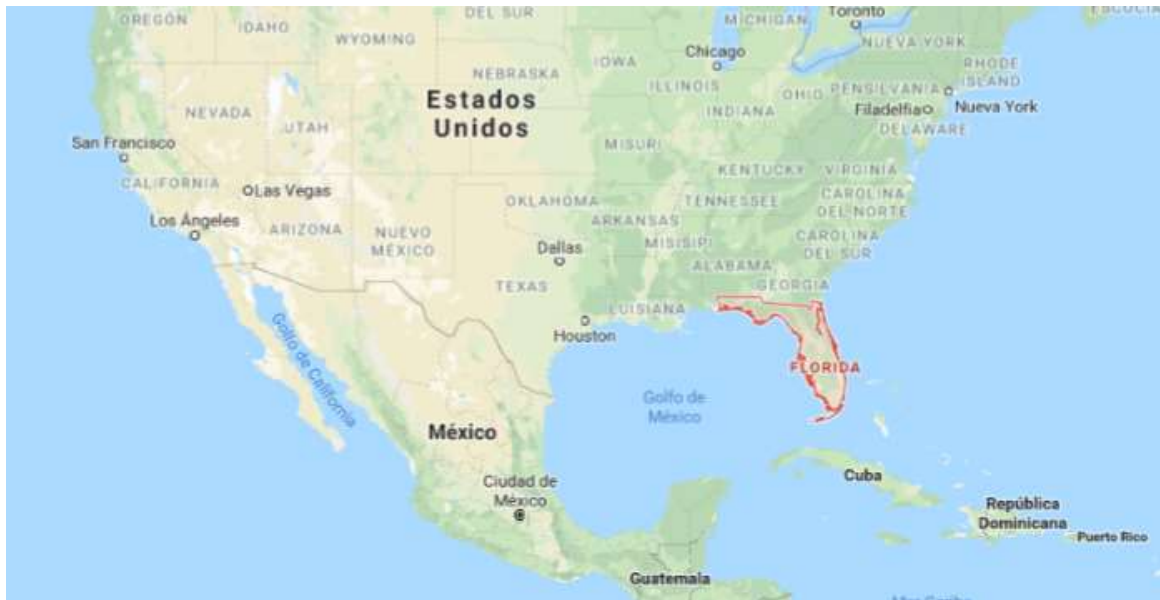 OREGÓN
IDAHO
WYOMING
DEL SUR
MICHIGAN
Toronto
ESCOCIA
NUEVA YORK
Chicago
IOWA
NEBRASKA
RHODE
ISLAND
ILLINOIS
OHIO
PENSILVANIA
Estados
Unidos
NEVADA
UTAH
INDIANA
Filadelfia
Nueva York
DELAWARE
San Francisco
MISURI
KENTUCKY
VIRGINIA
CALIFORNIA
Las Vegas
OKLAHOMA
TENNESSEE
CAROLINA
DEL NORTE
Los Ángeles
ARIZONA
NUEVO
MÉXICO
ARKANSAS
MISISIPI
CAROLINA
DEL SUR
Dallas
ALABAMA
TEXAS
GEORGIA
LUISIANA
Houston
Golfo de California
FLORIDA
Golfo de
México
México
Ciudad de
México
Cuba
República
Dominicana
Puerto Rico
Guatemala